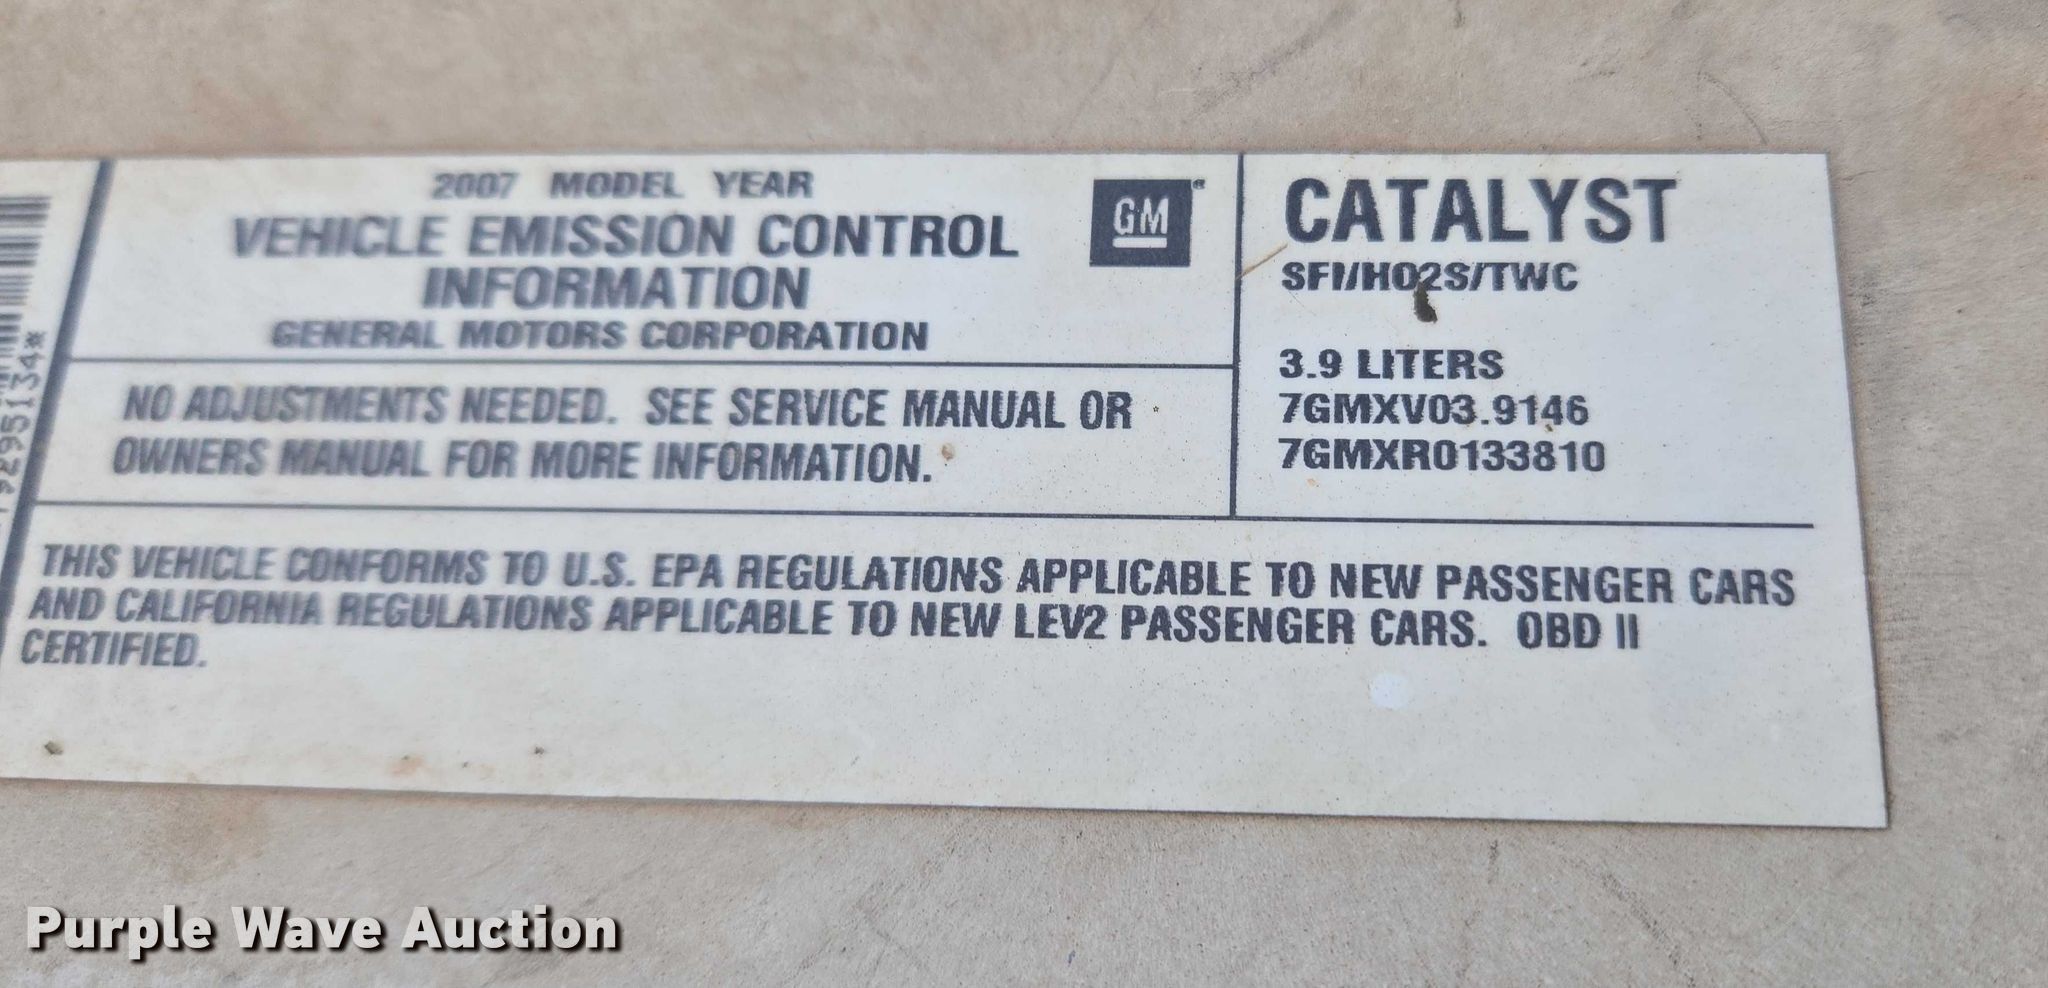 2007 MODEL YEAR
VEHICLE EMISSION CONTROL
INFORMATION
GENERAL MOTORS CORPORATION
GM
NO ADJUSTMENTS NEEDED. SEE SERVICE MANUAL OR
OWNERS MANUAL FOR MORE INFORMATION.
CATALYST
SFI/HO2S/TWC
3.9 LITERS
7GMXV03.9146
7GMXR0133810
THIS VEHICLE CONFORMS TO U.S. EPA REGULATIONS APPLICABLE TO NEW PASSENGER CARS
AND CALIFORNIA REGULATIONS APPLICABLE TO NEW LEV2 PASSENGER CARS. OBD II
CERTIFIED.
Purple Wave Auction